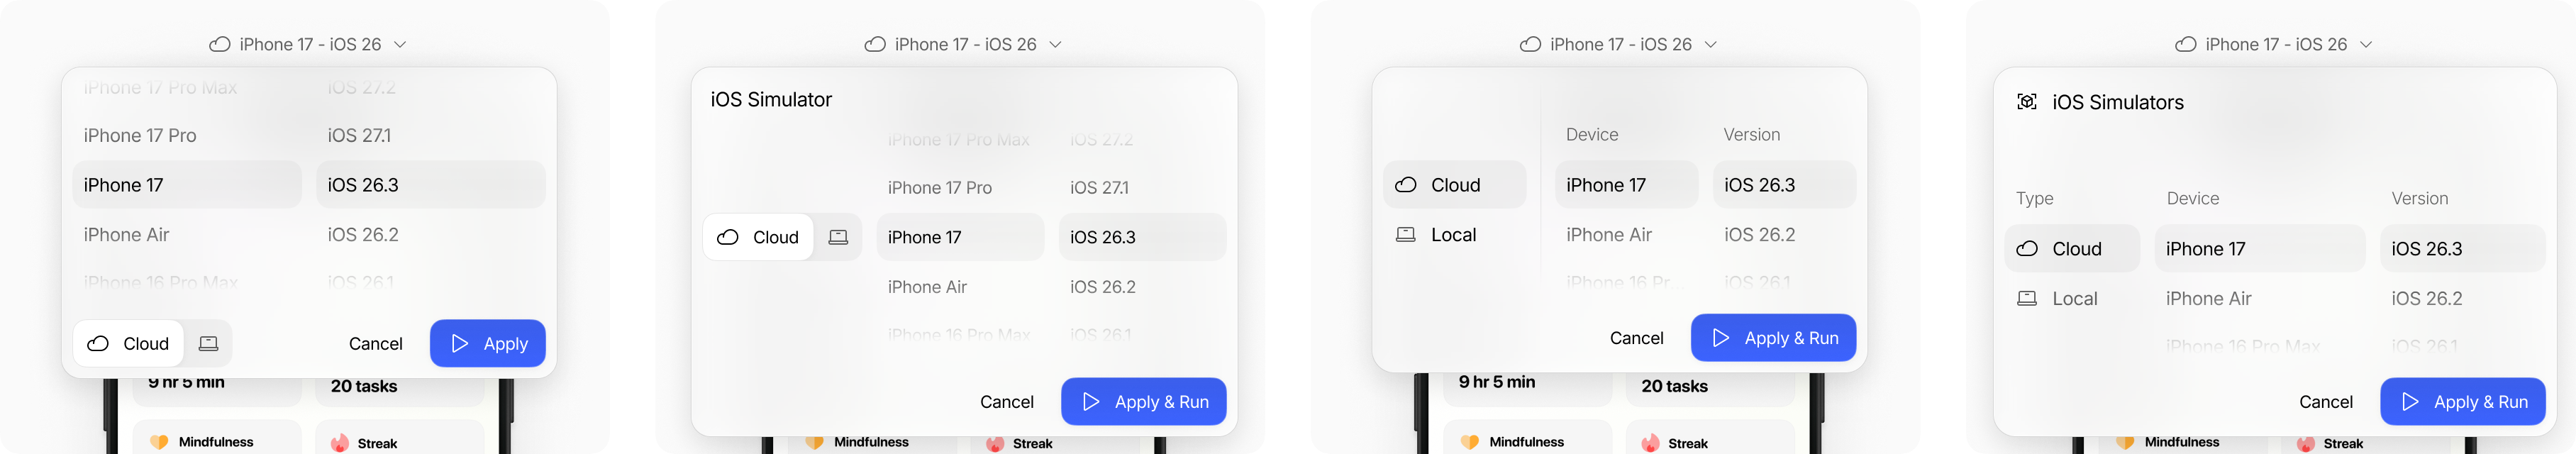 iPhone 17 - iOS 26
iPhone 17 Pro Max iOS 27.2
iPhone 17 Pro iOS 27.1
iPhone 17 iOS 26.3
iPhone Air iOS 26.2
iPhone 16 Pro Max iOS 26.1
Cloud Cancel Apply
9 hr 5 min 20 tasks
Mindfulness Streak
iPhone 17 - iOS 26
iOS Simulator
iPhone 17 Pro Max iOS 27.2
iPhone 17 Pro iOS 27.1
Cloud iPhone 17 iOS 26.3
iPhone Air iOS 26.2
iPhone 16 Pro Max iOS 26.1
Cancel Apply & Run
Mindfulness Streak
iPhone 17 - iOS 26
Device Version
Cloud iPhone 17 iOS 26.3
Local iPhone Air iOS 26.2
iPhone 16 Pr iOS 26.1
Cancel Apply & Run
9 hr 5 min 20 tasks
Mindfulness Streak
iPhone 17 - iOS 26
iOS Simulators
Type Device Version
Cloud iPhone 17 iOS 26.3
Local iPhone Air iOS 26.2
iPhone 16 Pro Max iOS 26.1
Cancel Apply & Run
Mindfulness Streak